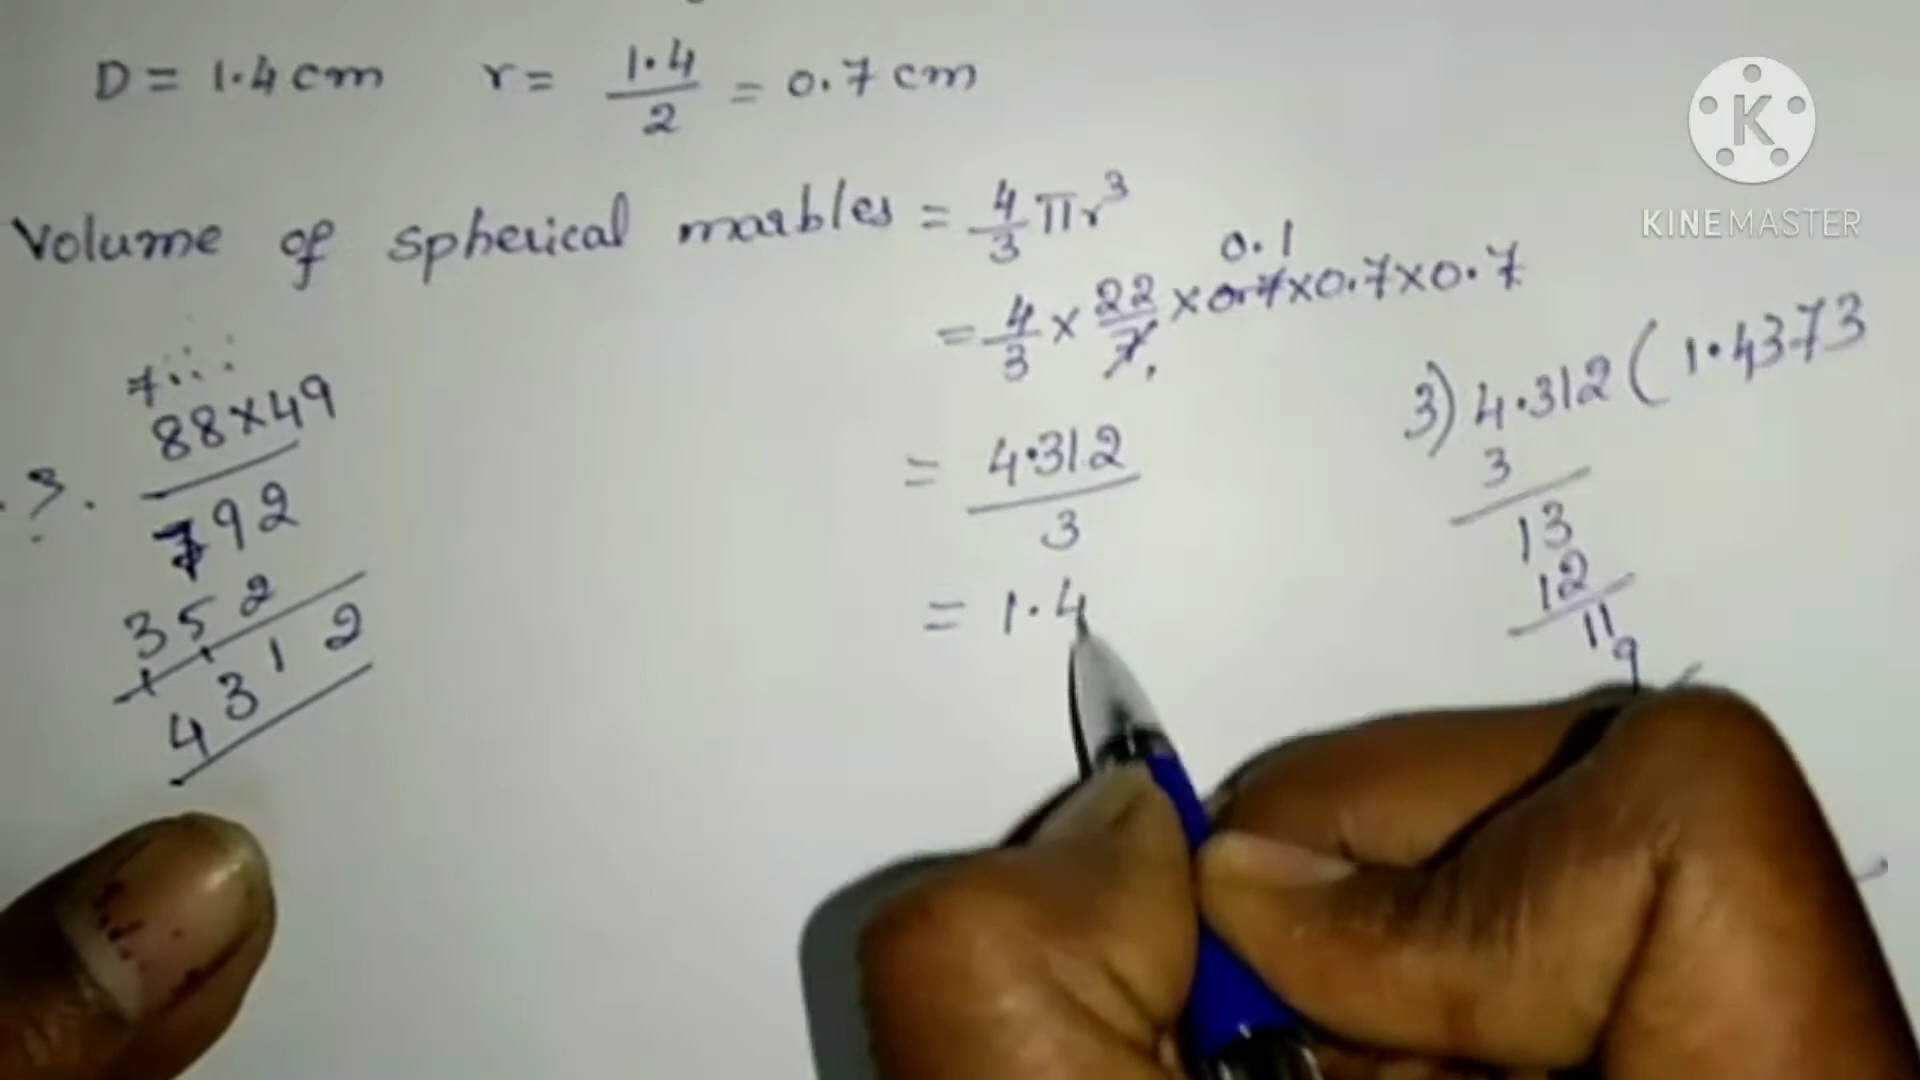 D = 1.4 cm r = 1.4/2 = 0.7 cm
K
KINEMASTER
Volume of spherical marbles = 4/3 πr³
0.1
= 4/3 × 22/7 × 0.7 × 0.7 × 0.7
88×49
792
352
4312
= 4.312/3
= 1.4
3) 4.312 ( 1.4373
3
13
12
11
9